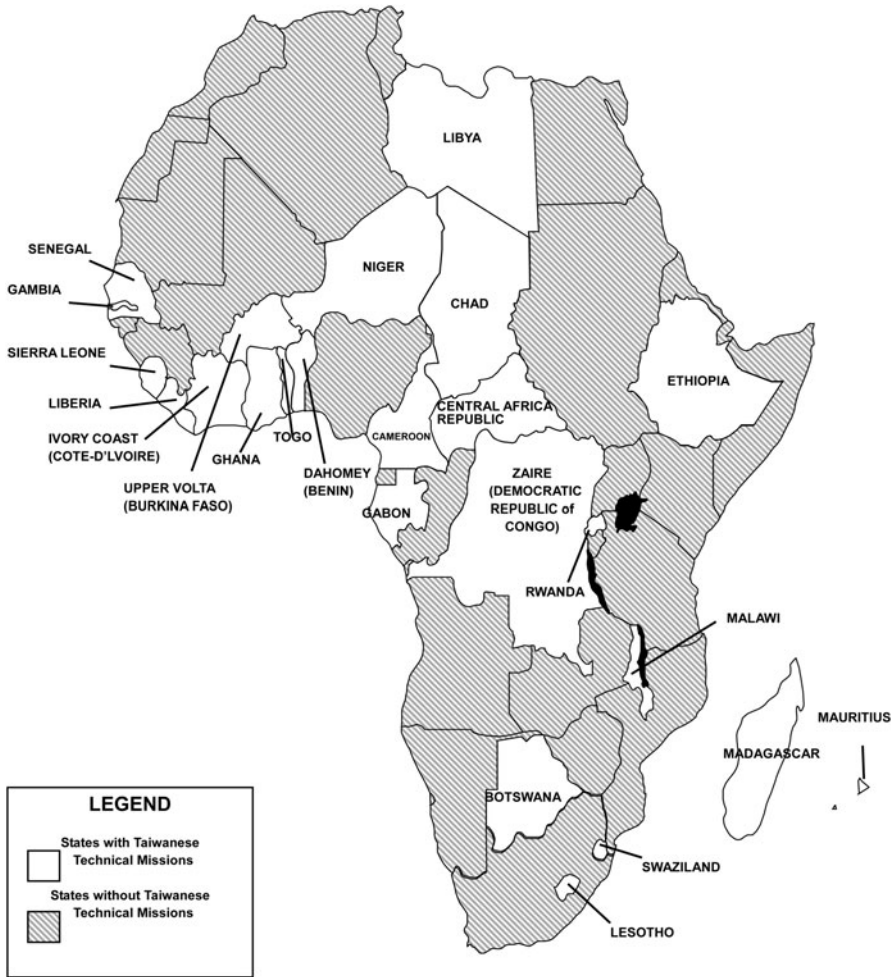 LIBYA
SENEGAL
NIGER
GAMBIA
CHAD
SIERRA LEONE
ETHIOPIA
LIBERIA
CENTRAL AFRICA
REPUBLIC
IVORY COAST
(COTE-D'LVOIRE)
GHANA
TOGO
CAMEROON
UPPER VOLTA
(BURKINA FASO)
DAHOMEY
(BENIN)
ZAIRE
(DEMOCRATIC
REPUBLIC of
CONGO)
GABON
RWANDA
MALAWI
MAURITIUS
MADAGASCAR
BOTSWANA
SWAZILAND
LESOTHO
LEGEND
States with Taiwanese
Technical Missions
States without Taiwanese
Technical Missions